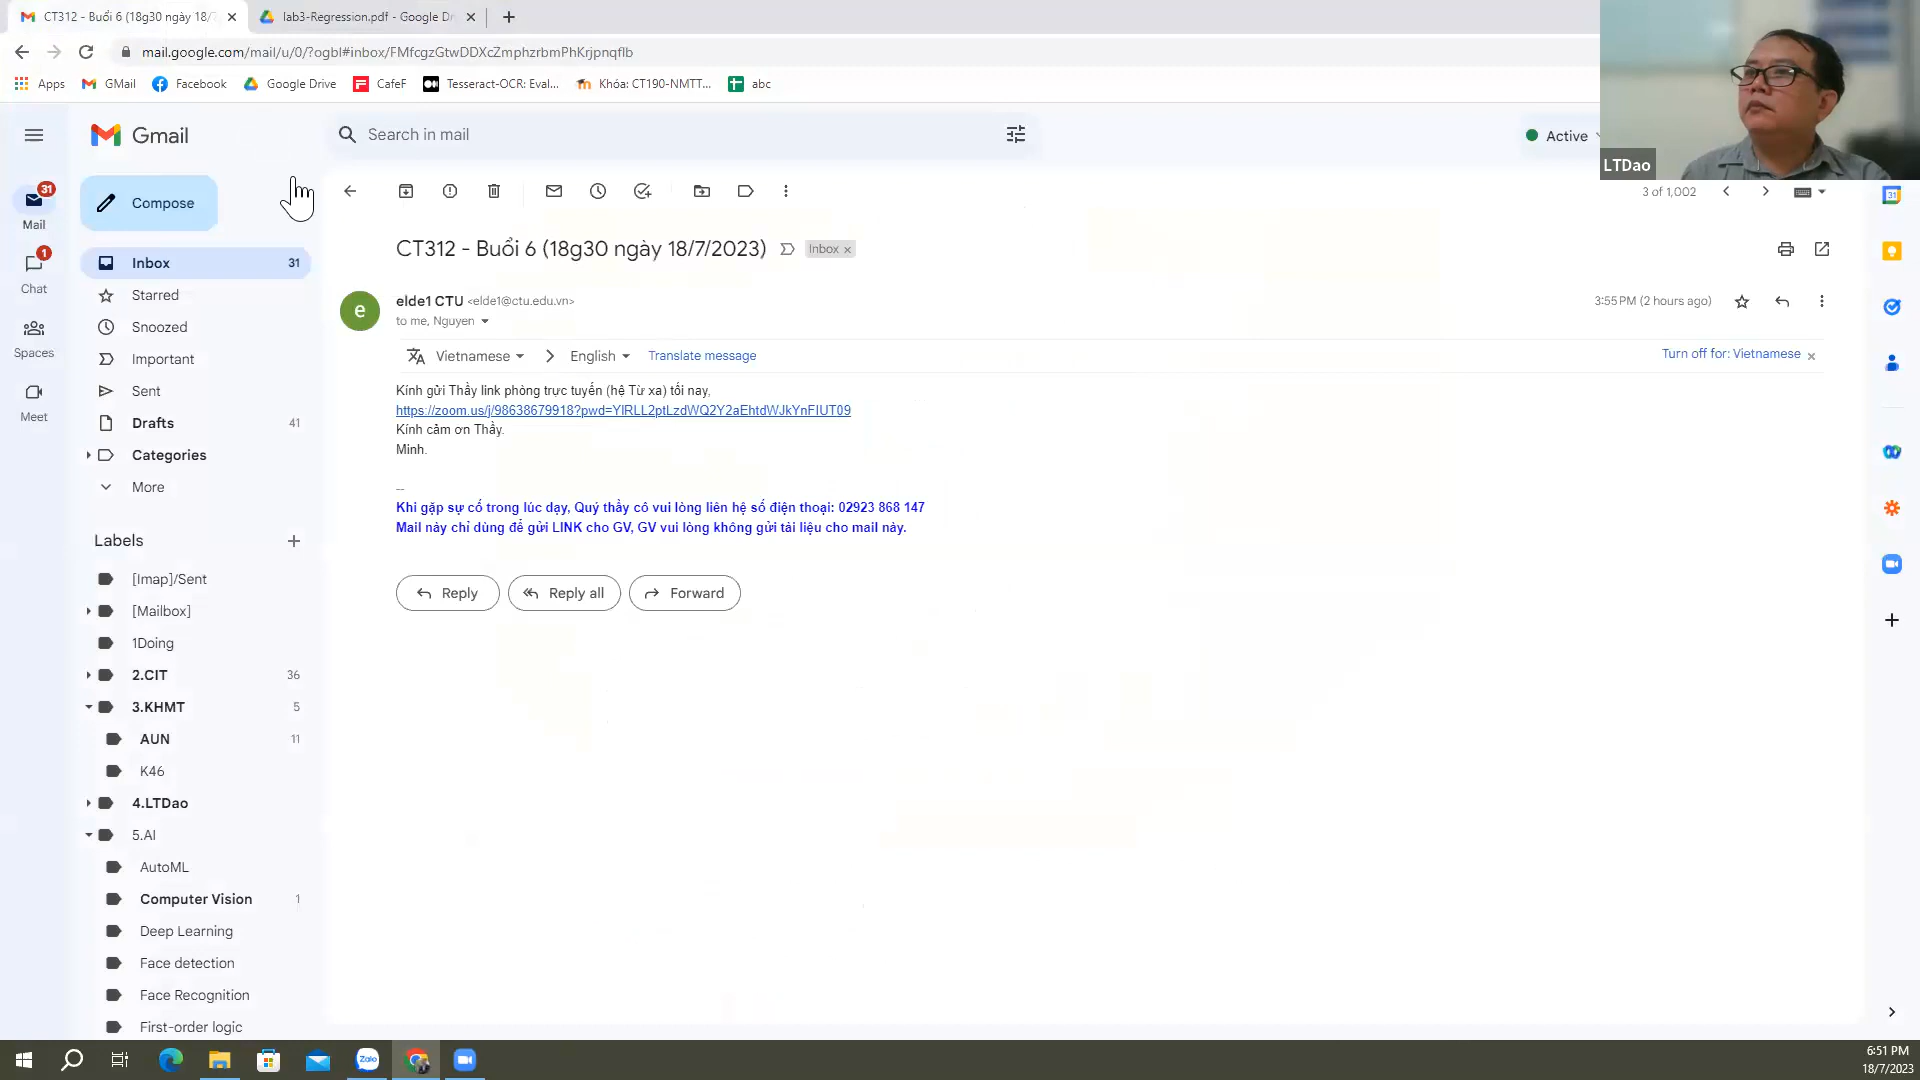 CT312 - Buổi 6 (18g30 ngày 18/7/
lab3-Regression.pdf - Google Dr
mail.google.com/mail/u/0/?ogbl#inbox/FMfcgzGtwDDXcZmphzrbmPhKrjpnqflb
Apps
GMail
Facebook
Google Drive
CafeF
Tesseract-OCR: Eval...
Khóa: CT190-NMTT...
abc
Gmail
Search in mail
Active
LTDao
31
Mail
1
Chat
Spaces
Meet
Compose
Inbox 31
Starred
Snoozed
Important
Sent
Drafts 41
Categories
More
Labels
[Imap]/Sent
[Mailbox]
1Doing
2.CIT 36
3.KHMT 5
AUN 11
K46
4.LTDao
5.AI
AutoML
Computer Vision 1
Deep Learning
Face detection
Face Recognition
First-order logic
3 of 1,002
CT312 - Buổi 6 (18g30 ngày 18/7/2023)
Inbox ×
elde1 CTU <elde1@ctu.edu.vn>
3:55 PM (2 hours ago)
to me, Nguyen
Vietnamese
English
Translate message
Turn off for: Vietnamese ×
Kính gửi Thầy link phòng trực tuyến (hệ Từ xa) tối nay,
https://zoom.us/j/98638679918?pwd=YlRLL2ptLzdWQ2Y2aEhtdWJkYnFIUT09
Kính cảm ơn Thầy.
Minh.
--
Khi gặp sự cố trong lúc dạy, Quý thầy cô vui lòng liên hệ số điện thoại: 02923 868 147
Mail này chỉ dùng để gửi LINK cho GV, GV vui lòng không gửi tài liệu cho mail này.
Reply
Reply all
Forward
31
Zalo
6:51 PM
18/7/2023